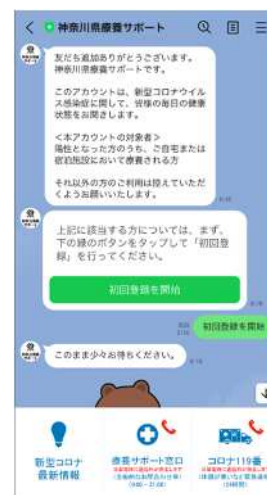 神奈川県療養サポート
友だち追加ありがとうございます。
神奈川県療養サポートです。
このアカウントは、新型コロナウイル
ス感染症に関して、皆様の毎日の健康
状態をお聞きします。
<本アカウントの対象者>
陽性となった方のうち、ご自宅または
宿泊施設において療養される方
それ以外の方のご利用は控えていただ
くようお願いいたします。
上記に該当する方については、まず、
下の緑のボタンをタップして「初回登
録」を行ってください。
初回登録を開始
初回登録を開始
このまま少々お待ちください。
新型コロナ
最新情報
療養サポート窓口
コロナ119番